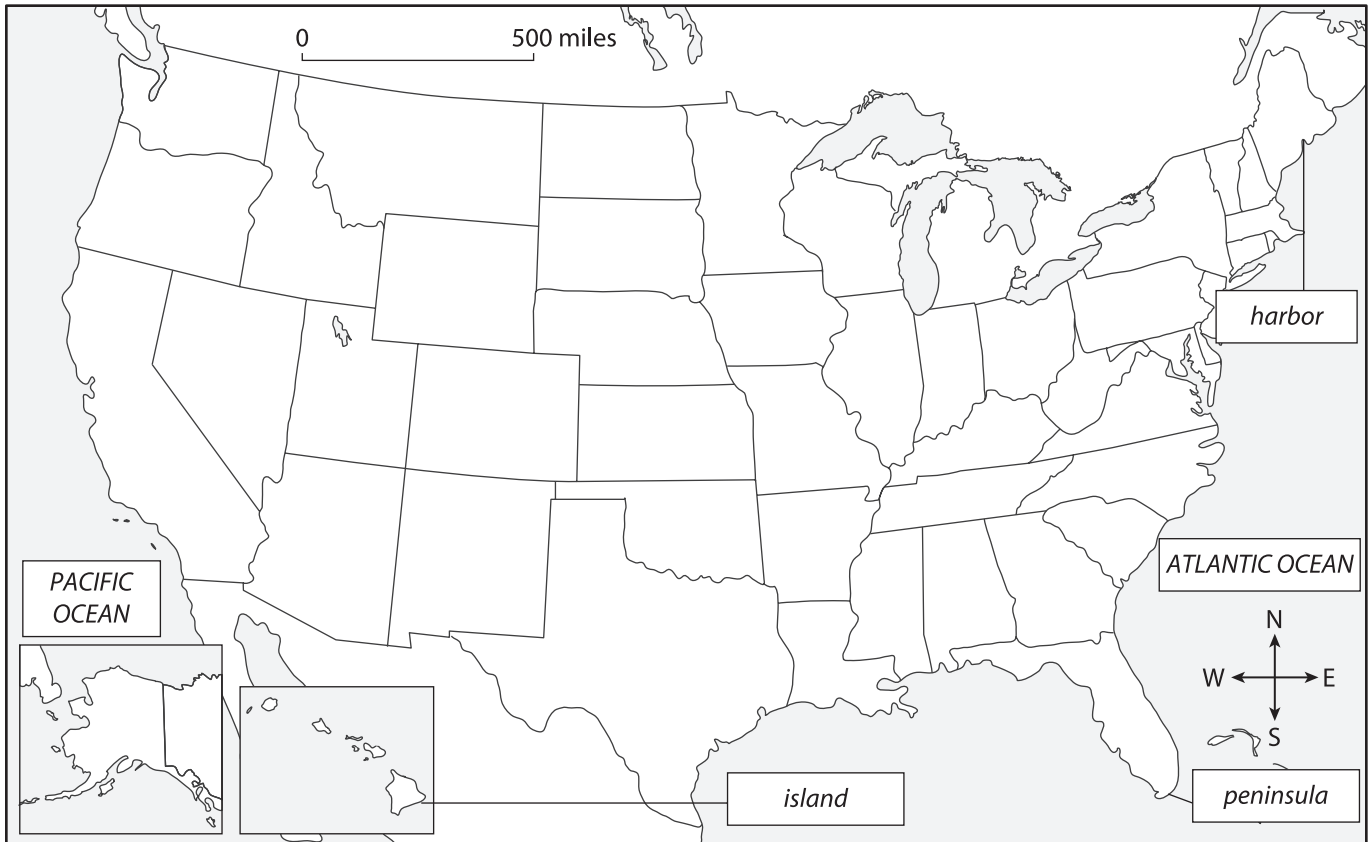 0 500 miles
harbor
PACIFIC
OCEAN
ATLANTIC OCEAN
N
W E
S
island
peninsula